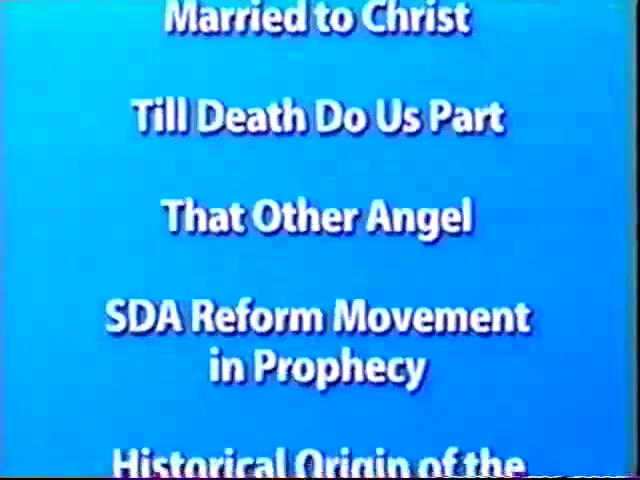 Married to Christ
Till Death Do Us Part
That Other Angel
SDA Reform Movement
in Prophecy
Historical Origin of the